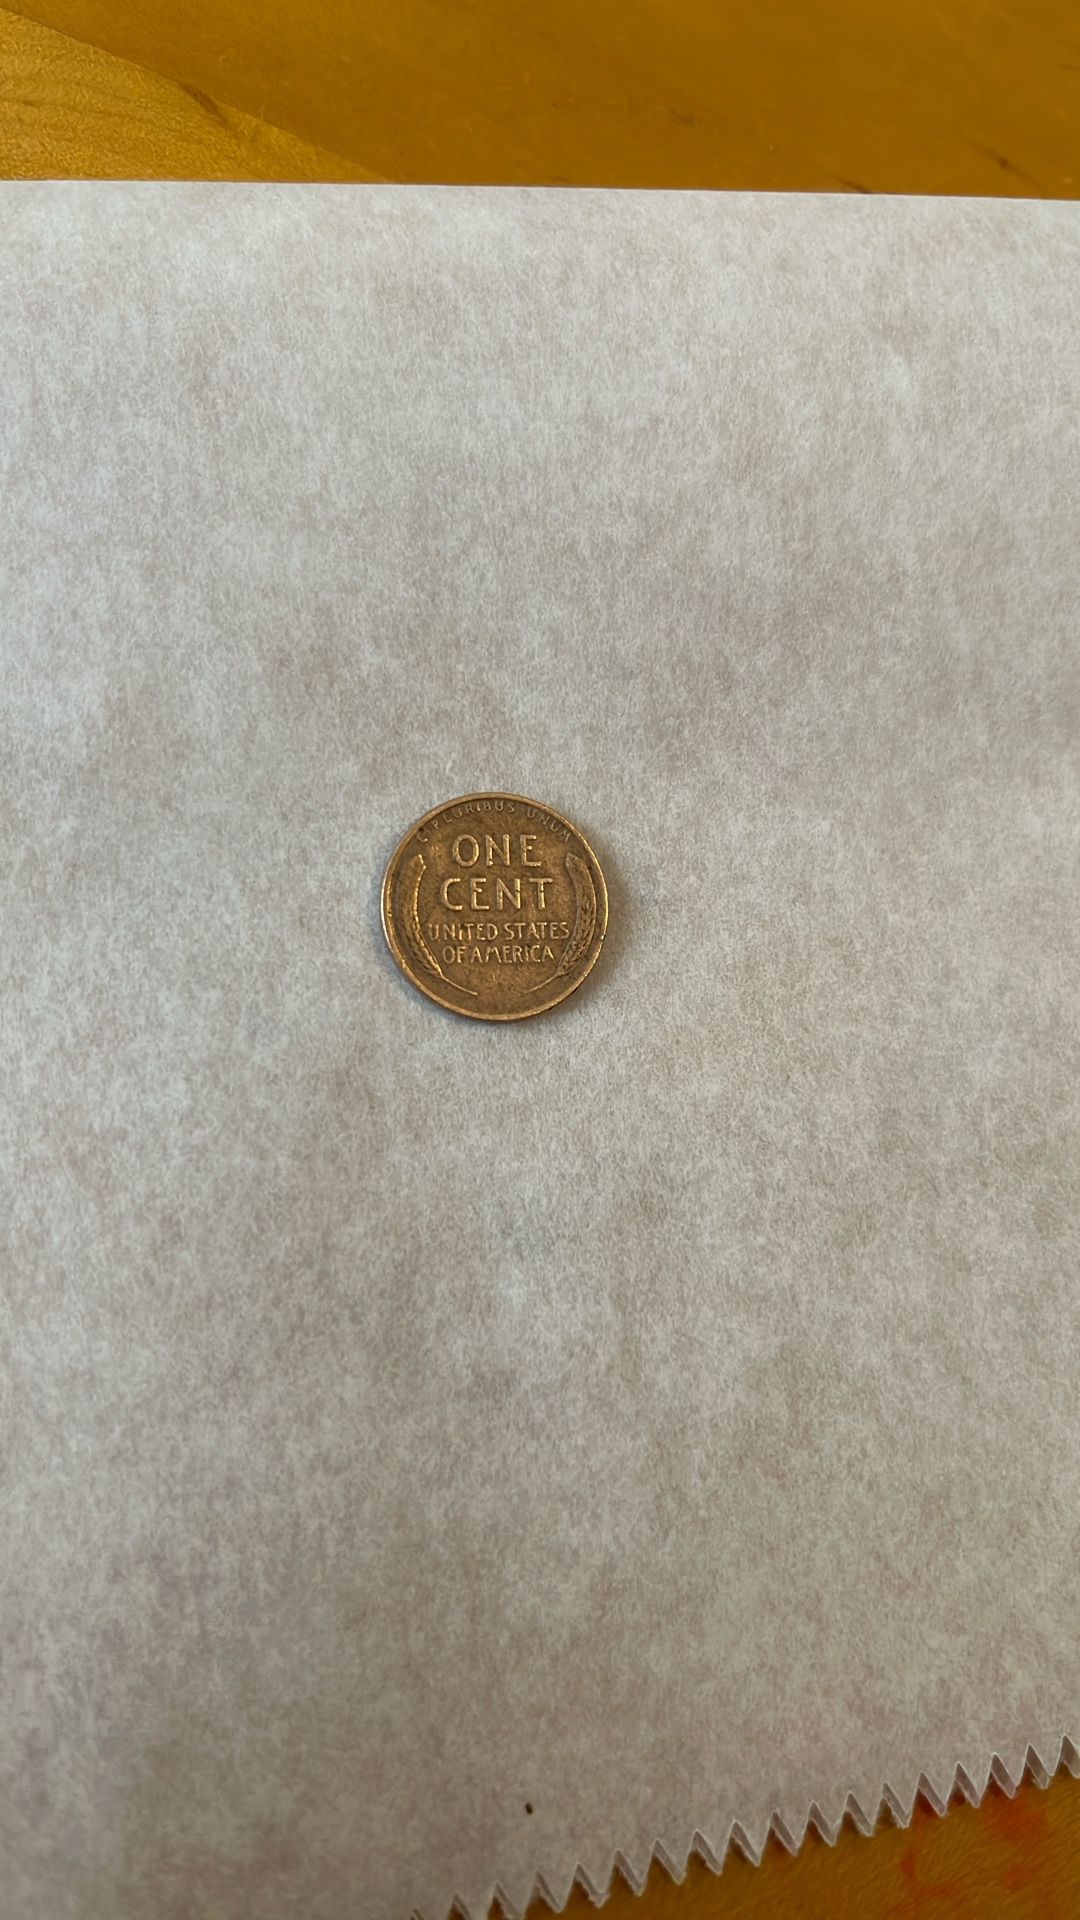 E·PLURIBUS·UNUM
ONE
CENT
UNITED STATES
OF AMERICA